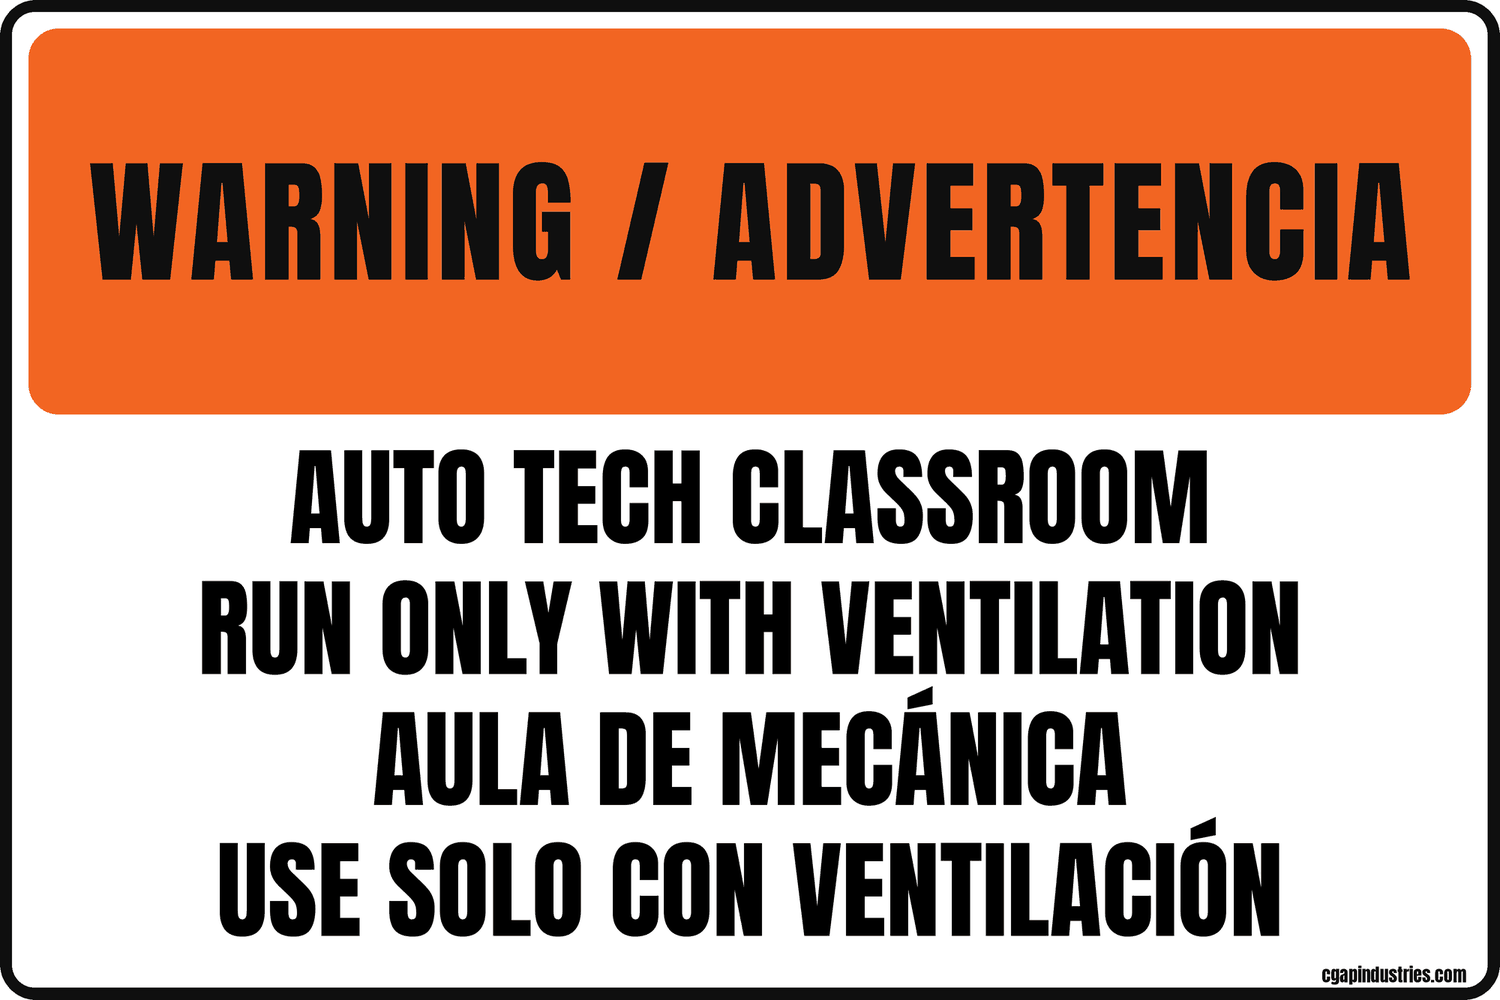 WARNING / ADVERTENCIA
AUTO TECH CLASSROOM
RUN ONLY WITH VENTILATION
AULA DE MECÁNICA
USE SOLO CON VENTILACIÓN
cgapindustries.com